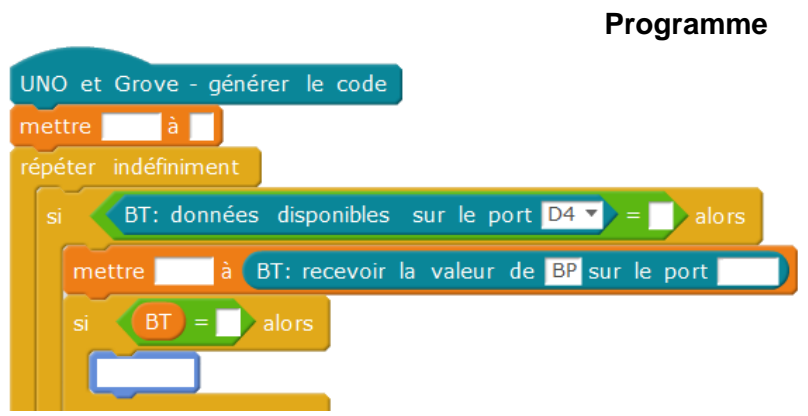 Programme
UNO et Grove - générer le code
mettre à
répéter indéfiniment
si BT: données disponibles sur le port D4 = alors
mettre à BT: recevoir la valeur de BP sur le port
si BT = alors